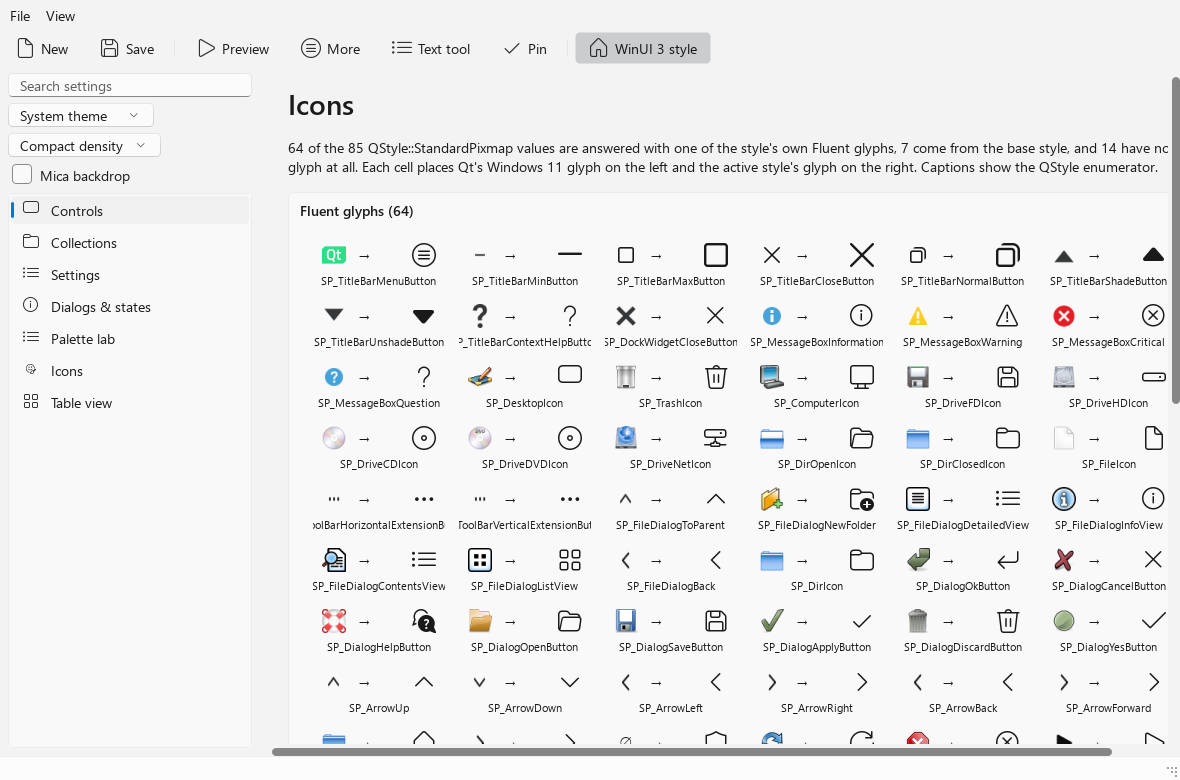 File View
New Save Preview More Text tool Pin WinUI 3 style
Search settings
System theme
Compact density
Mica backdrop
Controls
Collections
Settings
Dialogs & states
Palette lab
Icons
Table view
Icons
64 of the 85 QStyle::StandardPixmap values are answered with one of the style's own Fluent glyphs, 7 come from the base style, and 14 have nc
glyph at all. Each cell places Qt's Windows 11 glyph on the left and the active style's glyph on the right. Captions show the QStyle enumerator.
Fluent glyphs (64)
Qt
SP_TitleBarMenuButton SP_TitleBarMinButton SP_TitleBarMaxButton SP_TitleBarCloseButton SP_TitleBarNormalButton SP_TitleBarShadeButton
SP_TitleBarUnshadeButton P_TitleBarContextHelpButtc SP_DockWidgetCloseButton SP_MessageBoxInformation SP_MessageBoxWarning SP_MessageBoxCritical
SP_MessageBoxQuestion SP_DesktopIcon SP_TrashIcon SP_ComputerIcon SP_DriveFDIcon SP_DriveHDIcon
DVD
SP_DriveCDIcon SP_DriveDVDIcon SP_DriveNetIcon SP_DirOpenIcon SP_DirClosedIcon SP_FileIcon
oolBarHorizontalExtensionB ToolBarVerticalExtensionBut SP_FileDialogToParent SP_FileDialogNewFolder SP_FileDialogDetailedView SP_FileDialogInfoView
SP_FileDialogContentsView SP_FileDialogListView SP_FileDialogBack SP_DirIcon SP_DialogOkButton SP_DialogCancelButton
SP_DialogHelpButton SP_DialogOpenButton SP_DialogSaveButton SP_DialogApplyButton SP_DialogDiscardButton SP_DialogYesButton
SP_ArrowUp SP_ArrowDown SP_ArrowLeft SP_ArrowRight SP_ArrowBack SP_ArrowForward